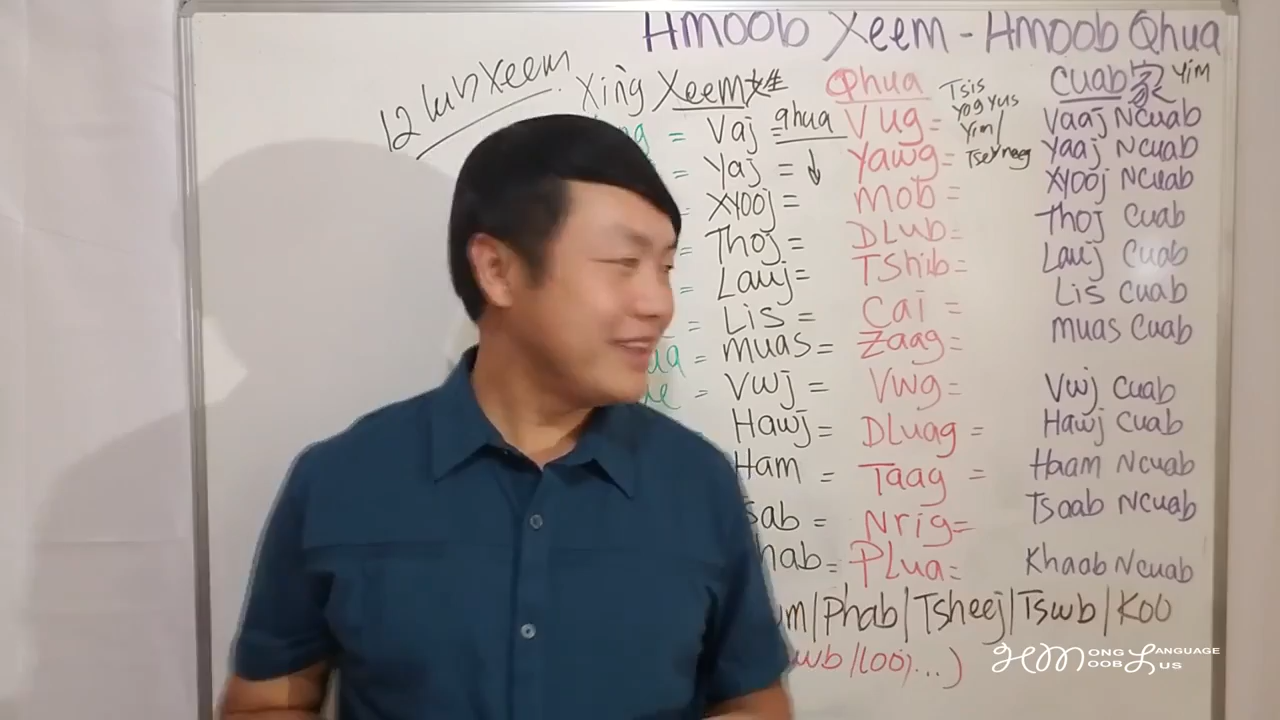 Hmoob Xeem - Hmoob Qhua
12 lub Xeem
Xing Xeem 姓 Qhua Tsis Yog Yus Yim/ Tseyneeg Cuab 家 Yim
= Vaj = qhua Vug = Vaaj Ncuab
= Yaj = ↓ Yawg = Yaaj Ncuab
= Xyooj = Mob = Xyooj Ncuab
= Thoj = DLub = Thoj Cuab
= Lauj = Tshib = Lauj Cuab
= Lis = Cai = Lis Cuab
= Muas = Zaag = Muas Cuab
= Vwj = Vwg = Vwj Cuab
Hawj = DLuag = Hawj Cuab
Ham = Taag = Haam Ncuab
sab = Nrig = Tsaab Ncuab
hab = PLua = Khaab Ncuab
um/Phab/Tsheej/Tswb/Koo
wb/looj...)
HMONG LANGUAGE
HMOOB LUS